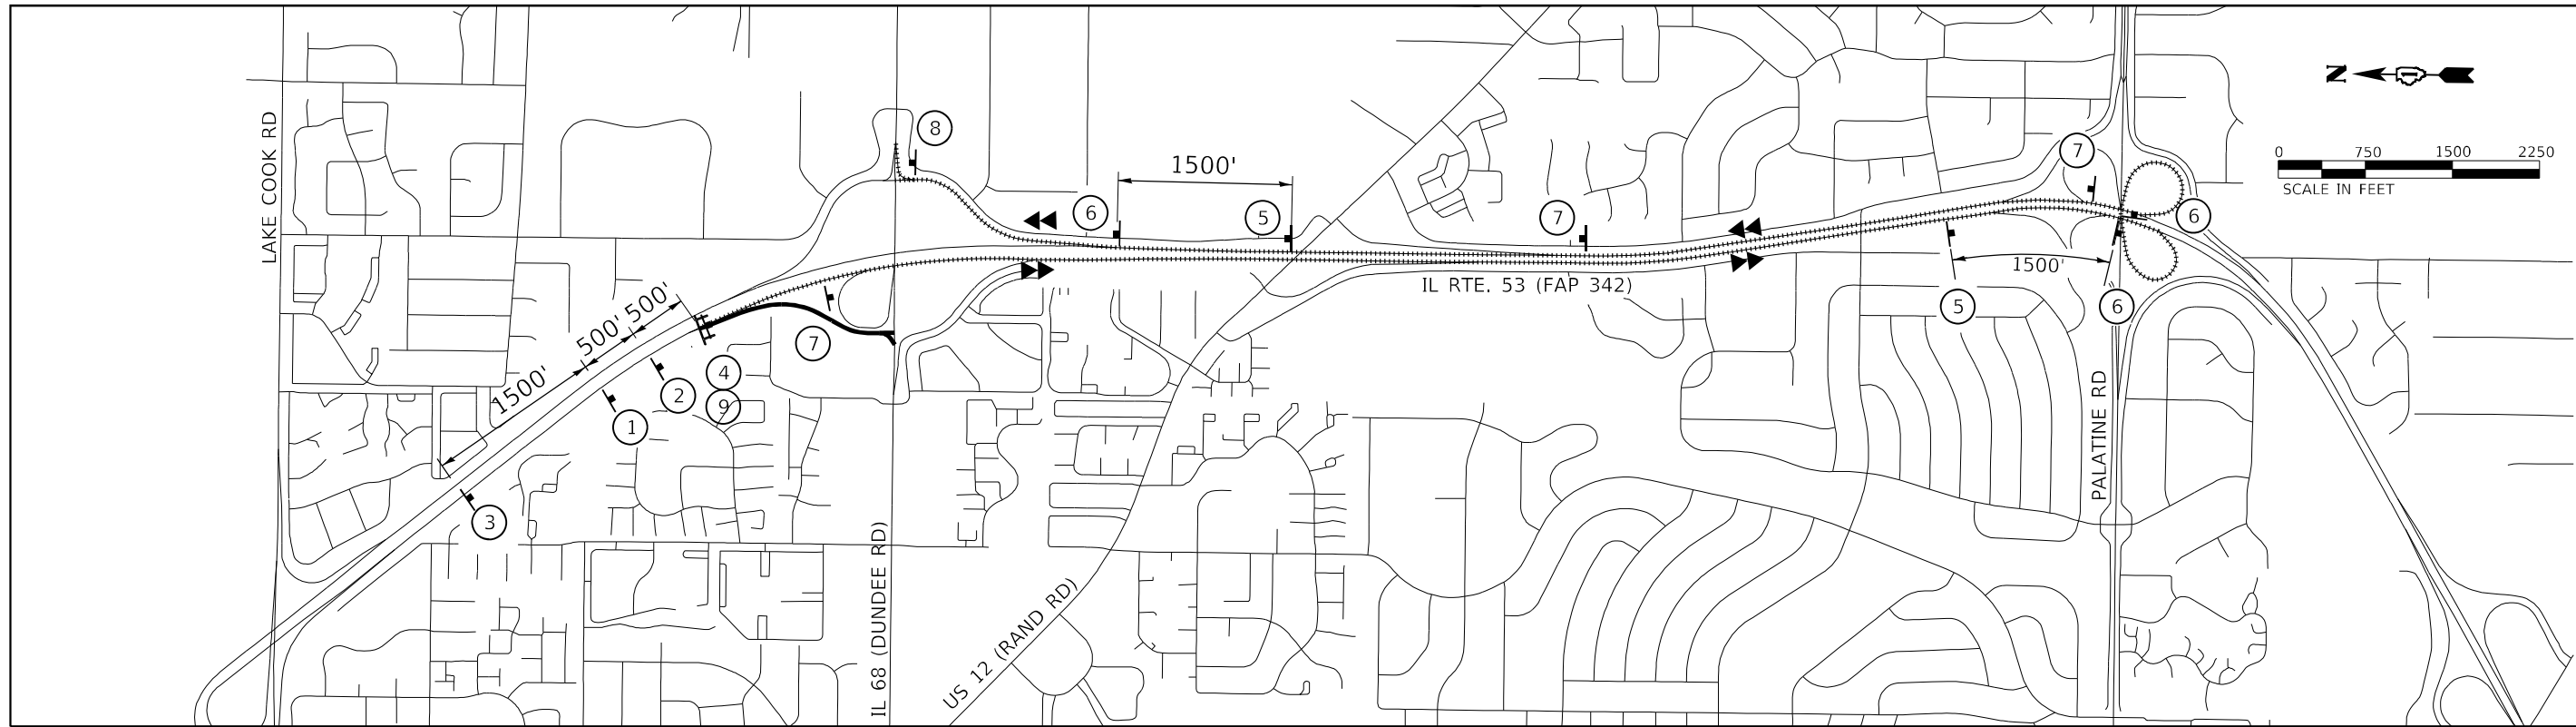 LAKE COOK RD
8
1500'
6
5
7
7
N
0 750 1500 2250
SCALE IN FEET
6
1500'
IL RTE. 53 (FAP 342)
5
6
500'
500'
1500'
7
4
2
9
1
3
PALATINE RD
IL 68 (DUNDEE RD)
US 12 (RAND RD)